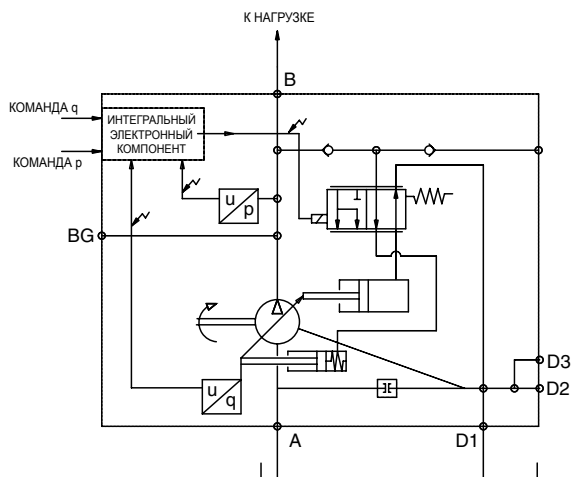 К НАГРУЗКЕ
B
КОМАНДА q
ИНТЕГРАЛЬНЫЙ
ЭЛЕКТРОННЫЙ
КОМПОНЕНТ
КОМАНДА p
u
p
BG
u
q
D3
D2
A
D1